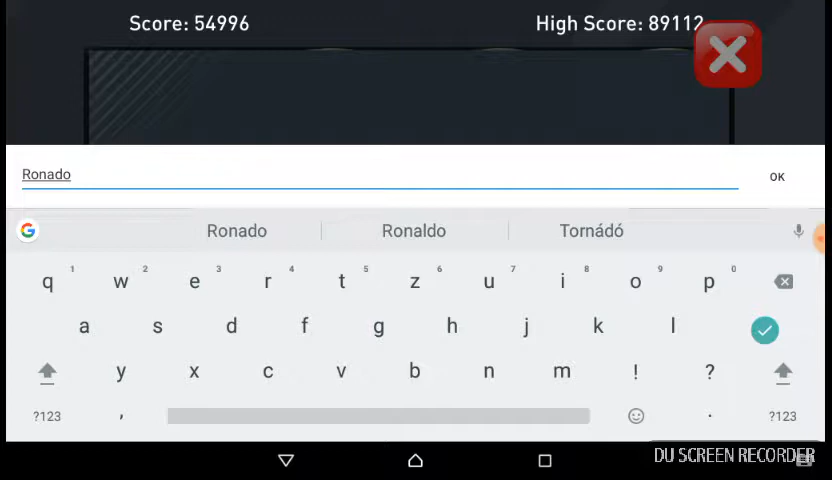 Score: 54996 High Score: 89112
Ronado OK
Ronado Ronaldo Tornádó
q 1 w 2 e 3 r 4 t 5 z 6 u 7 i 8 o 9 p 0
a s d f g h j k l
y x c v b n m ! ?
?123 , . ?123
DU SCREEN RECORDER